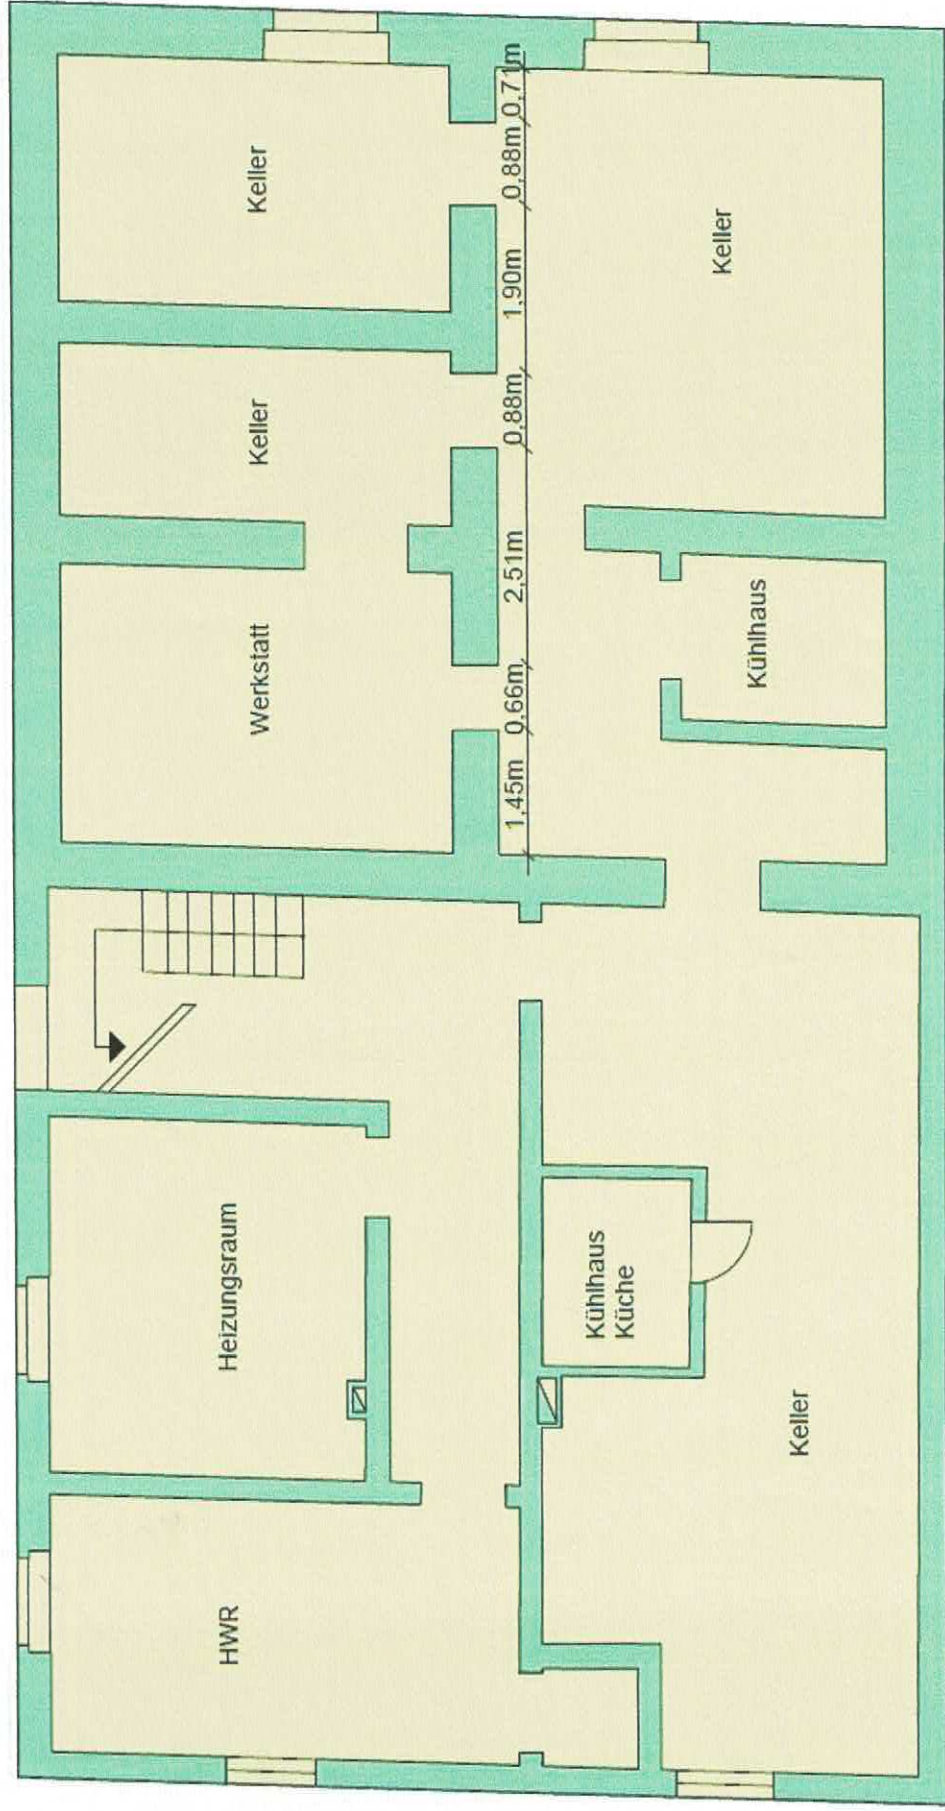 HWR
Heizungsraum
Werkstatt
Keller
Keller
1,45m
0,66m
2,51m
0,88m
1,90m
0,88m
0,71m
Kühlhaus
Küche
Keller
Kühlhaus
Keller